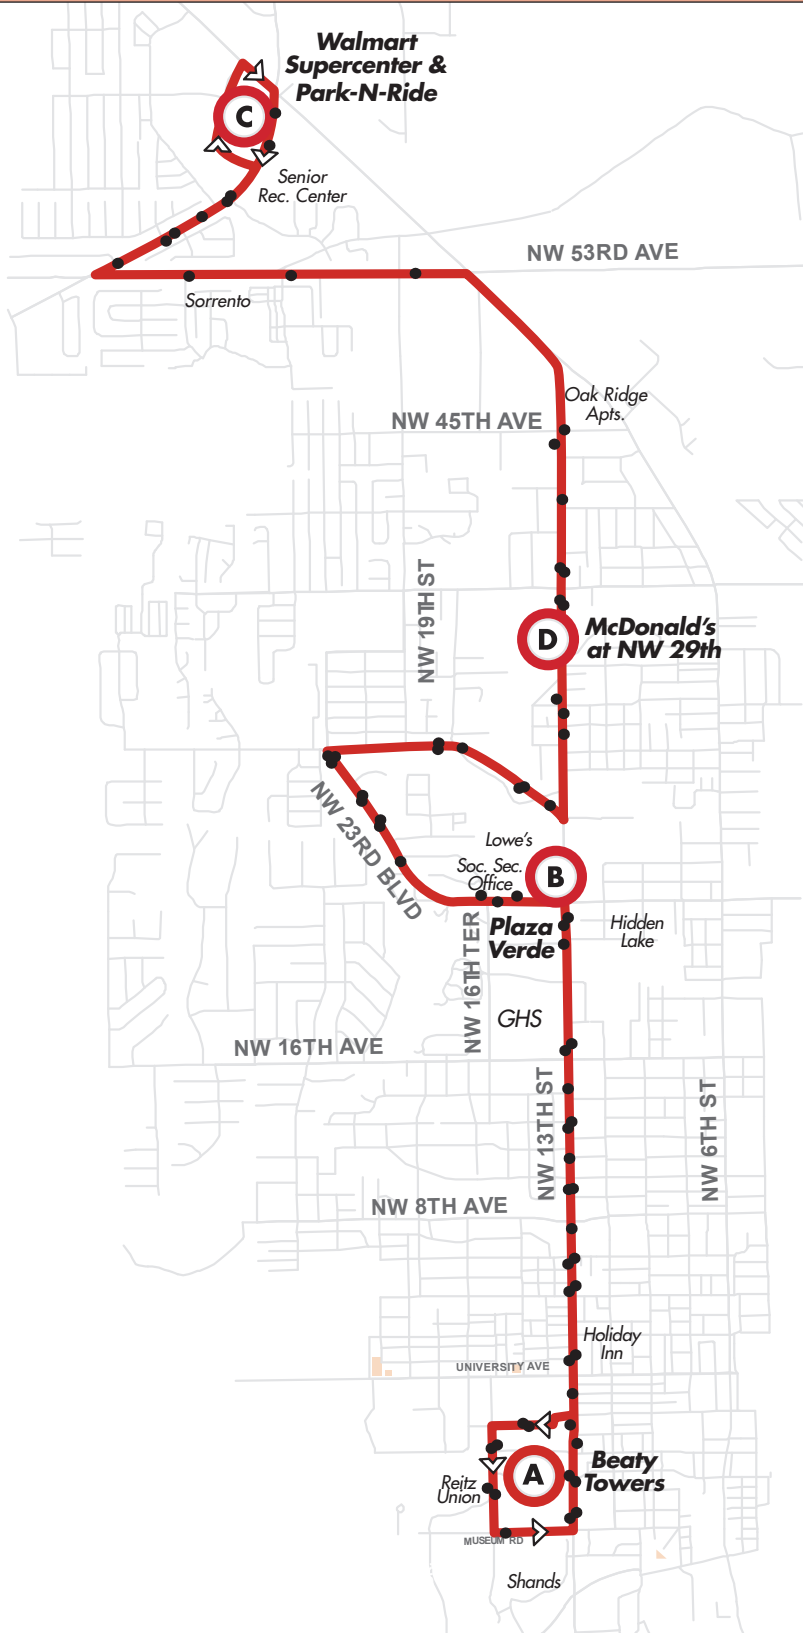 Walmart
Supercenter &
Park-N-Ride
C
Senior
Rec. Center
NW 53RD AVE
Sorrento
Oak Ridge
Apts.
NW 45TH AVE
NW 19TH ST
D
McDonald's
at NW 29th
NW 23RD BLVD
Lowe's
Soc. Sec.
Office
B
Plaza
Verde
Hidden
Lake
NW 16TH TER
GHS
NW 16TH AVE
NW 13TH ST
NW 6TH ST
NW 8TH AVE
Holiday
Inn
UNIVERSITY AVE
A
Beaty
Towers
Reitz
Union
MUSEUM RD
Shands